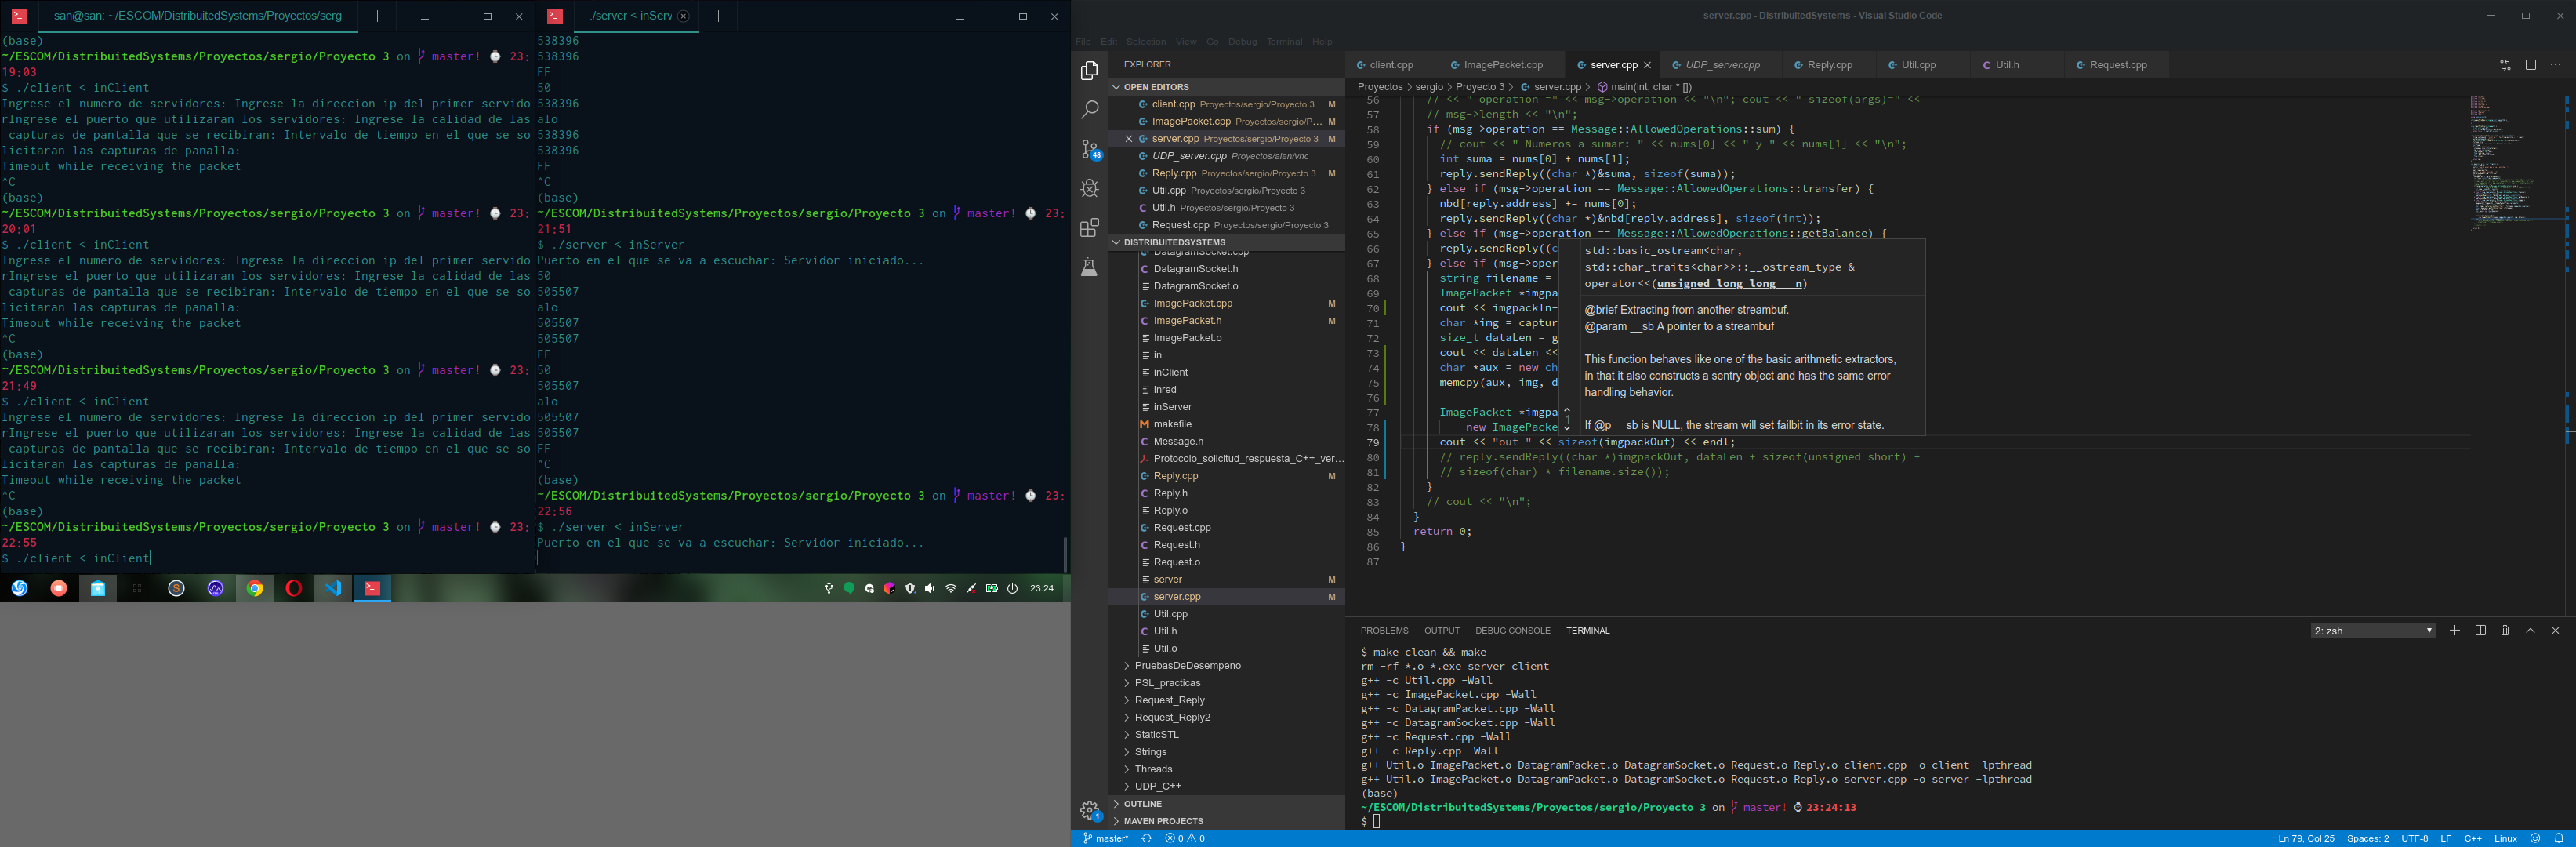 san@san: ~/ESCOM/DistribuitedSystems/Proyectos/serg
(base)
~/ESCOM/DistribuitedSystems/Proyectos/sergio/Proyecto 3 on master! 23:
19:03
$ ./client < inClient
Ingrese el numero de servidores: Ingrese la direccion ip del primer servido
rIngrese el puerto que utilizaran los servidores: Ingrese la calidad de las
capturas de pantalla que se recibiran: Intervalo de tiempo en el que se so
licitaran las capturas de panalla:
Timeout while receiving the packet
^C
(base)
~/ESCOM/DistribuitedSystems/Proyectos/sergio/Proyecto 3 on master! 23:
20:01
$ ./client < inClient
Ingrese el numero de servidores: Ingrese la direccion ip del primer servido
rIngrese el puerto que utilizaran los servidores: Ingrese la calidad de las
capturas de pantalla que se recibiran: Intervalo de tiempo en el que se so
licitaran las capturas de panalla:
Timeout while receiving the packet
^C
(base)
~/ESCOM/DistribuitedSystems/Proyectos/sergio/Proyecto 3 on master! 23:
21:49
$ ./client < inClient
Ingrese el numero de servidores: Ingrese la direccion ip del primer servido
rIngrese el puerto que utilizaran los servidores: Ingrese la calidad de las
capturas de pantalla que se recibiran: Intervalo de tiempo en el que se so
licitaran las capturas de panalla:
Timeout while receiving the packet
^C
(base)
~/ESCOM/DistribuitedSystems/Proyectos/sergio/Proyecto 3 on master! 23:
22:55
$ ./client < inClient
./server < inServ
538396
538396
FF
50
538396
alo
538396
538396
FF
^C
(base)
~/ESCOM/DistribuitedSystems/Proyectos/sergio/Proyecto 3 on master! 23:
21:51
$ ./server < inServer
Puerto en el que se va a escuchar: Servidor iniciado...
50
505507
alo
505507
505507
FF
50
505507
alo
505507
505507
FF
^C
(base)
~/ESCOM/DistribuitedSystems/Proyectos/sergio/Proyecto 3 on master! 23:
22:56
$ ./server < inServer
Puerto en el que se va a escuchar: Servidor iniciado...
23:24
server.cpp - DistribuitedSystems - Visual Studio Code
File Edit Selection View Go Debug Terminal Help
EXPLORER
OPEN EDITORS
client.cpp Proyectos/sergio/Proyecto 3 M
ImagePacket.cpp Proyectos/sergio/P... M
server.cpp Proyectos/sergio/Proyecto 3 M
UDP_server.cpp Proyectos/alan/vnc
Reply.cpp Proyectos/sergio/Proyecto 3 M
Util.cpp Proyectos/sergio/Proyecto 3
Util.h Proyectos/sergio/Proyecto 3
Request.cpp Proyectos/sergio/Proyecto 3
DISTRIBUITEDSYSTEMS
DatagramSocket.cpp
DatagramSocket.h
DatagramSocket.o
ImagePacket.cpp M
ImagePacket.h M
ImagePacket.o
in
inClient
inred
inServer
makefile
Message.h
Protocolo_solicitud_respuesta_C++_ver...
Reply.cpp M
Reply.h
Reply.o
Request.cpp
Request.h
Request.o
server M
server.cpp M
Util.cpp
Util.h
Util.o
PruebasDeDesempeno
PSL_practicas
Request_Reply
Request_Reply2
StaticSTL
Strings
Threads
UDP_C++
OUTLINE
MAVEN PROJECTS
48
1
client.cpp ImagePacket.cpp server.cpp UDP_server.cpp Reply.cpp Util.cpp Util.h Request.cpp
Proyectos > sergio > Proyecto 3 > server.cpp > main(int, char * [])
56 // << " operation =" << msg->operation << "\n"; cout << " sizeof(args)=" <<
57 // msg->length << "\n";
58 if (msg->operation == Message::AllowedOperations::sum) {
59 // cout << " Numeros a sumar: " << nums[0] << " y " << nums[1] << "\n";
60 int suma = nums[0] + nums[1];
61 reply.sendReply((char *)&suma, sizeof(suma));
62 } else if (msg->operation == Message::AllowedOperations::transfer) {
63 nbd[reply.address] += nums[0];
64 reply.sendReply((char *)&nbd[reply.address], sizeof(int));
65 } else if (msg->operation == Message::AllowedOperations::getBalance) {
66 reply.sendReply((c
67 } else if (msg->oper
68 string filename =
69 ImagePacket *imgpa
70 cout << imgpackIn-
71 char *img = captur
72 size_t dataLen = g
73 cout << dataLen <<
74 char *aux = new ch
75 memcpy(aux, img, d
76
77 ImagePacket *imgpa
78 new ImagePacke
79 cout << "out " << sizeof(imgpackOut) << endl;
80 // reply.sendReply((char *)imgpackOut, dataLen + sizeof(unsigned short) +
81 // sizeof(char) * filename.size());
82 }
83 // cout << "\n";
84 }
85 return 0;
86 }
87
std::basic_ostream<char,
std::char_traits<char>>::__ostream_type &
operator<<(unsigned long long __n)
@brief Extracting from another streambuf.
@param __sb A pointer to a streambuf
This function behaves like one of the basic arithmetic extractors,
in that it also constructs a sentry object and has the same error
handling behavior.
If @p __sb is NULL, the stream will set failbit in its error state.
PROBLEMS OUTPUT DEBUG CONSOLE TERMINAL
2: zsh
$ make clean && make
rm -rf *.o *.exe server client
g++ -c Util.cpp -Wall
g++ -c ImagePacket.cpp -Wall
g++ -c DatagramPacket.cpp -Wall
g++ -c DatagramSocket.cpp -Wall
g++ -c Request.cpp -Wall
g++ -c Reply.cpp -Wall
g++ Util.o ImagePacket.o DatagramPacket.o DatagramSocket.o Request.o Reply.o client.cpp -o client -lpthread
g++ Util.o ImagePacket.o DatagramPacket.o DatagramSocket.o Request.o Reply.o server.cpp -o server -lpthread
(base)
~/ESCOM/DistribuitedSystems/Proyectos/sergio/Proyecto 3 on master! 23:24:13
$
master* 0 0
Ln 79, Col 25 Spaces: 2 UTF-8 LF C++ Linux